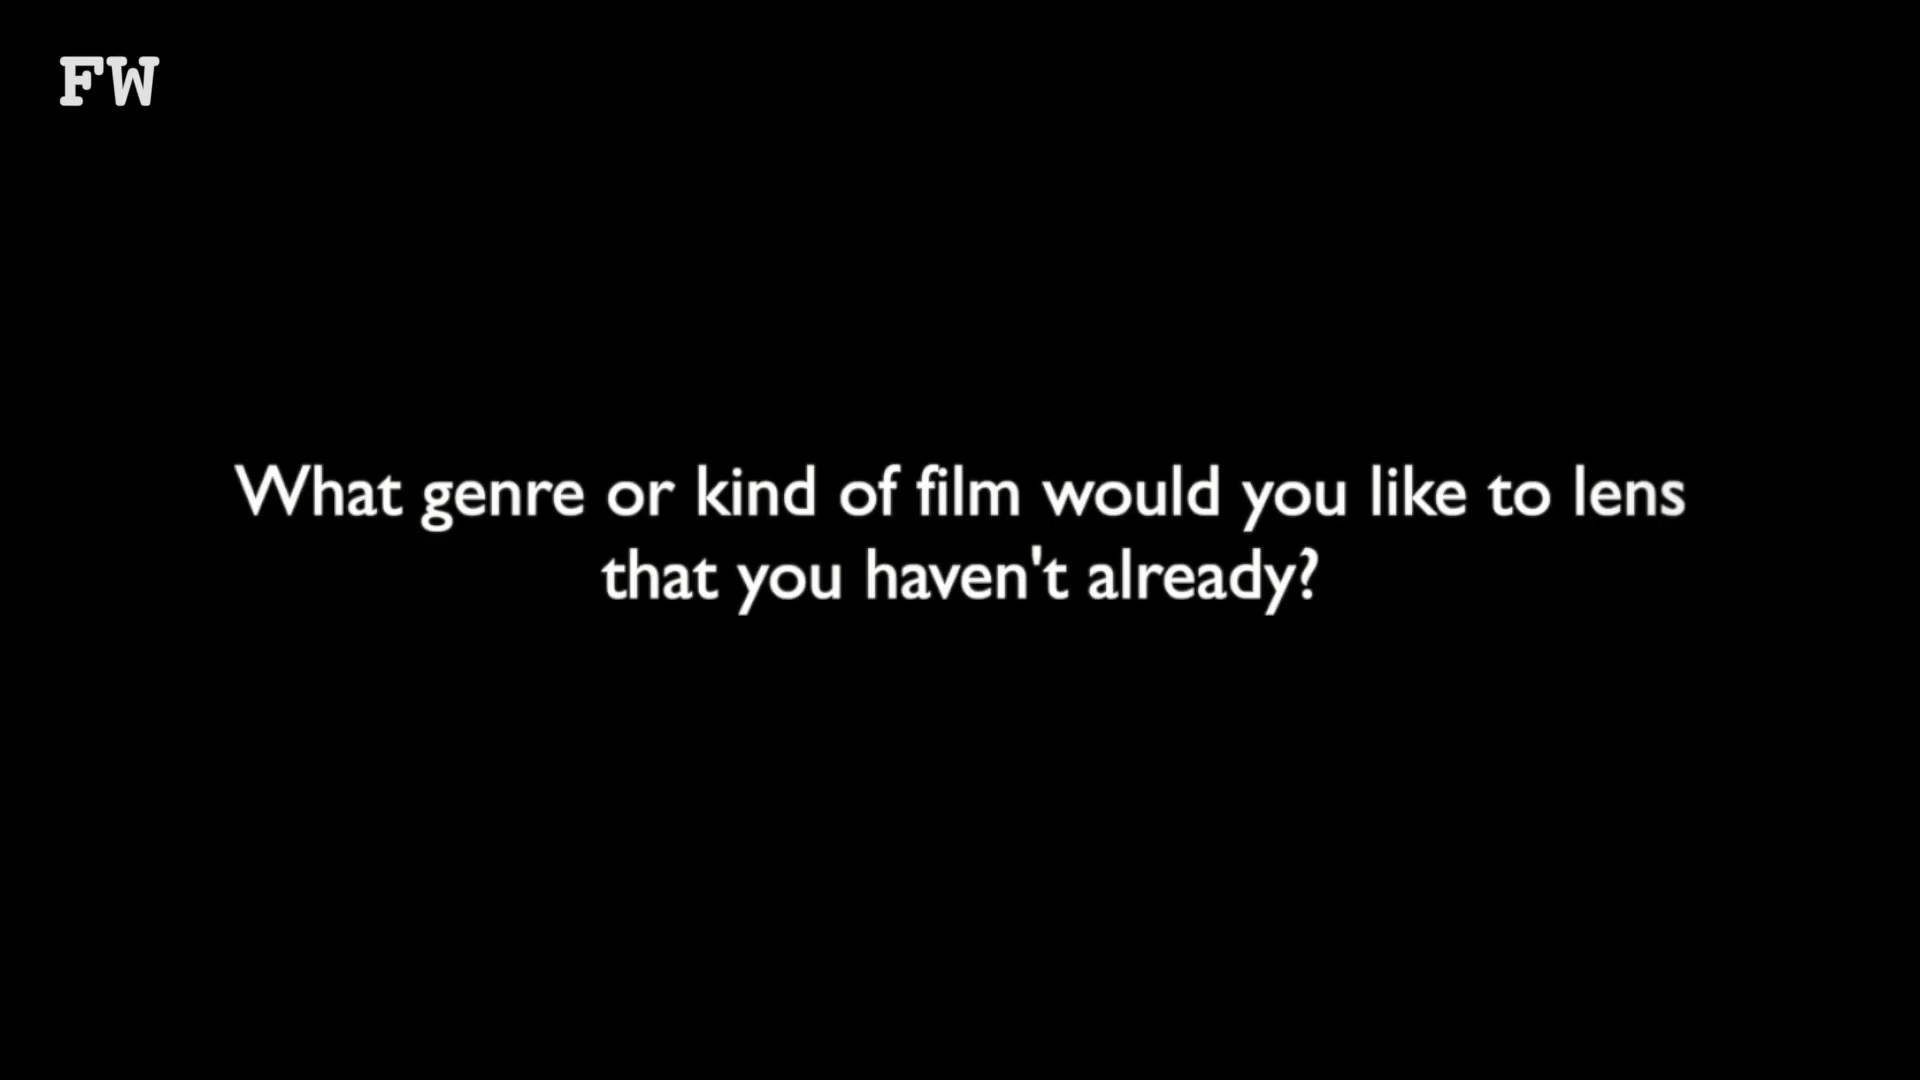 FW
What genre or kind of film would you like to lens
that you haven't already?